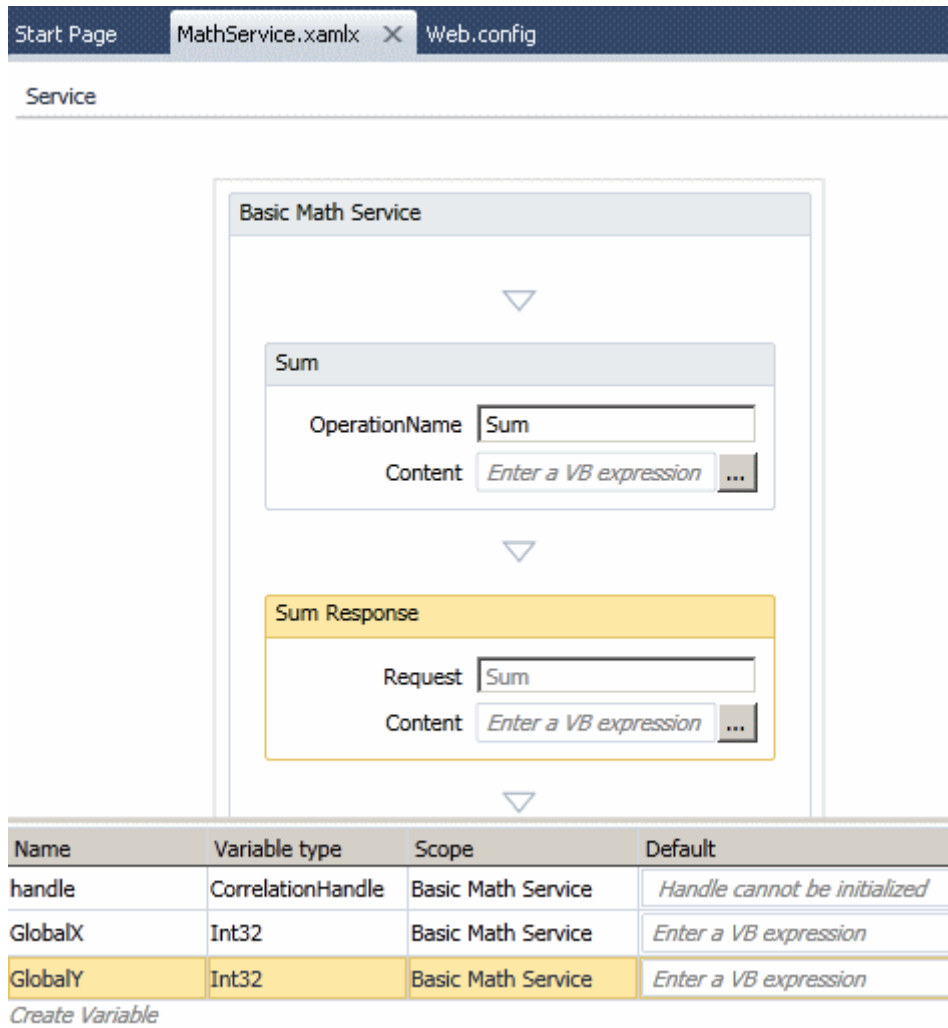 Start Page MathService.xamlx Web.config
Service
Basic Math Service
Sum
OperationName Sum
Content Enter a VB expression ...
Sum Response
Request Sum
Content Enter a VB expression ...
Name Variable type Scope Default
handle CorrelationHandle Basic Math Service Handle cannot be initialized
GlobalX Int32 Basic Math Service Enter a VB expression
GlobalY Int32 Basic Math Service Enter a VB expression
Create Variable